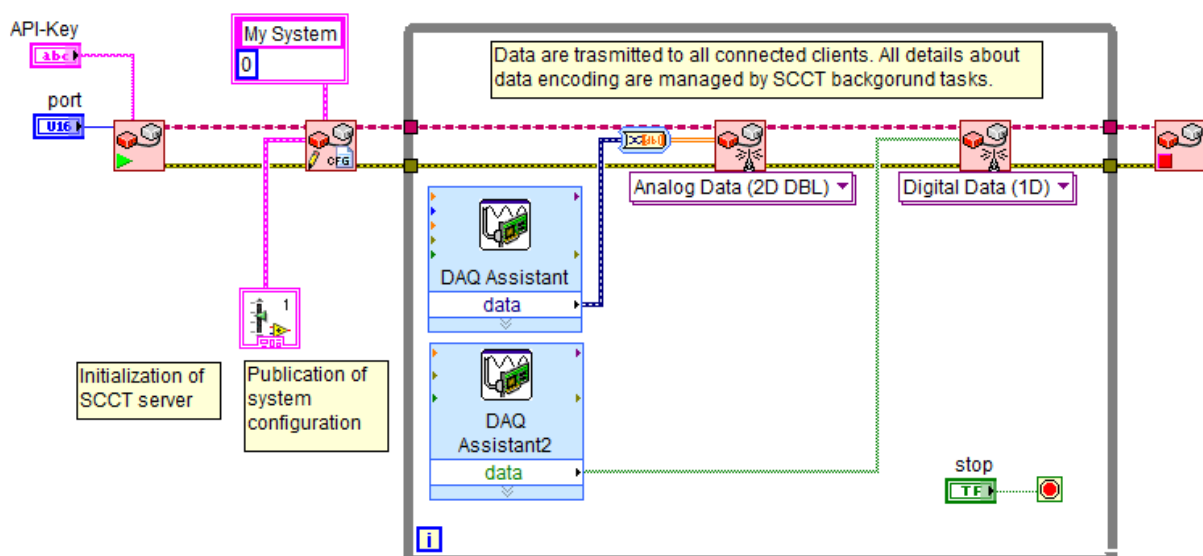 API-Key
abc
port
U16
My System
0
CFG
1
Initialization of
SCCT server
Publication of
system
configuration
Data are trasmitted to all connected clients. All details about
data encoding are managed by SCCT backgorund tasks.
Analog Data (2D DBL)
Digital Data (1D)
DAQ Assistant
data
DAQ
Assistant2
data
stop
TF
i